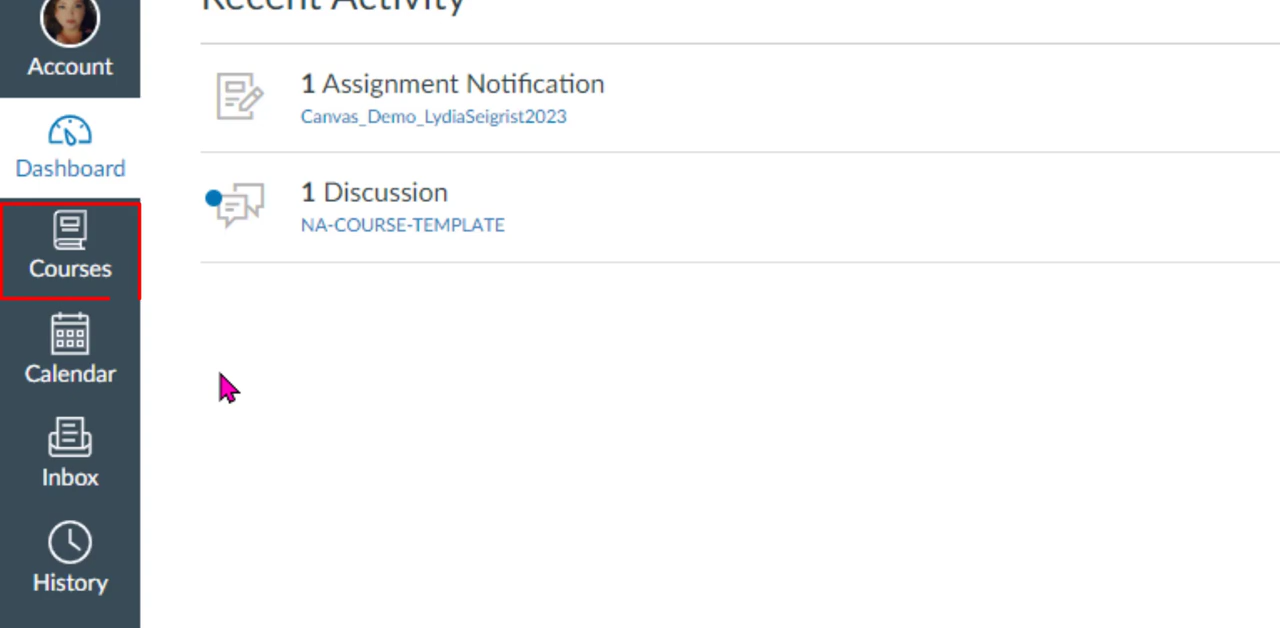 Recent Activity
Account
Dashboard
Courses
Calendar
Inbox
History
1 Assignment Notification
Canvas_Demo_LydiaSeigrist2023
1 Discussion
NA-COURSE-TEMPLATE